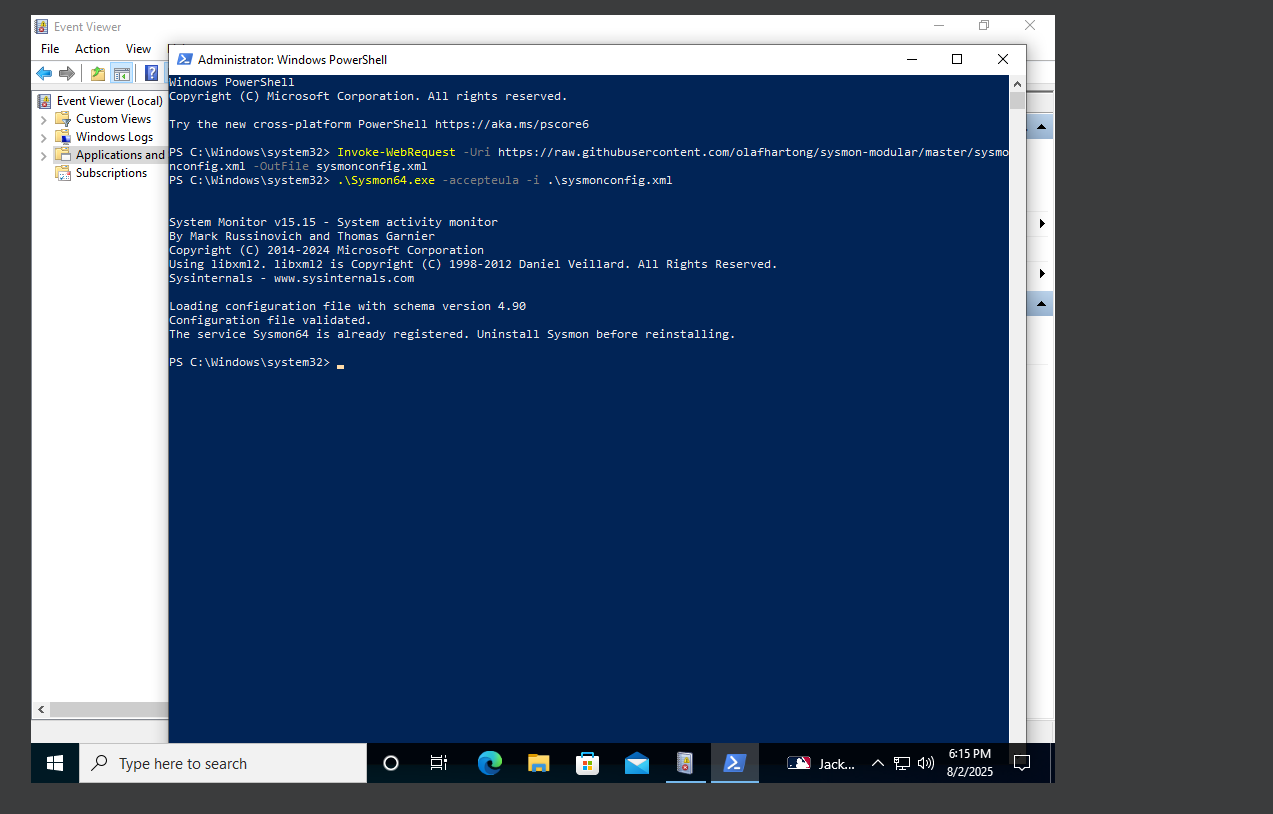 Event Viewer
File Action View
Administrator: Windows PowerShell
Event Viewer (Local)
Custom Views
Windows Logs
Applications and
Subscriptions
Windows PowerShell
Copyright (C) Microsoft Corporation. All rights reserved.
Try the new cross-platform PowerShell https://aka.ms/pscore6
PS C:\Windows\system32> Invoke-WebRequest -Uri https://raw.githubusercontent.com/olafhartong/sysmon-modular/master/sysmo
nconfig.xml -OutFile sysmonconfig.xml
PS C:\Windows\system32> .\Sysmon64.exe -accepteula -i .\sysmonconfig.xml
System Monitor v15.15 - System activity monitor
By Mark Russinovich and Thomas Garnier
Copyright (C) 2014-2024 Microsoft Corporation
Using libxml2. libxml2 is Copyright (C) 1998-2012 Daniel Veillard. All Rights Reserved.
Sysinternals - www.sysinternals.com
Loading configuration file with schema version 4.90
Configuration file validated.
The service Sysmon64 is already registered. Uninstall Sysmon before reinstalling.
PS C:\Windows\system32>
Type here to search
Jack...
6:15 PM
8/2/2025